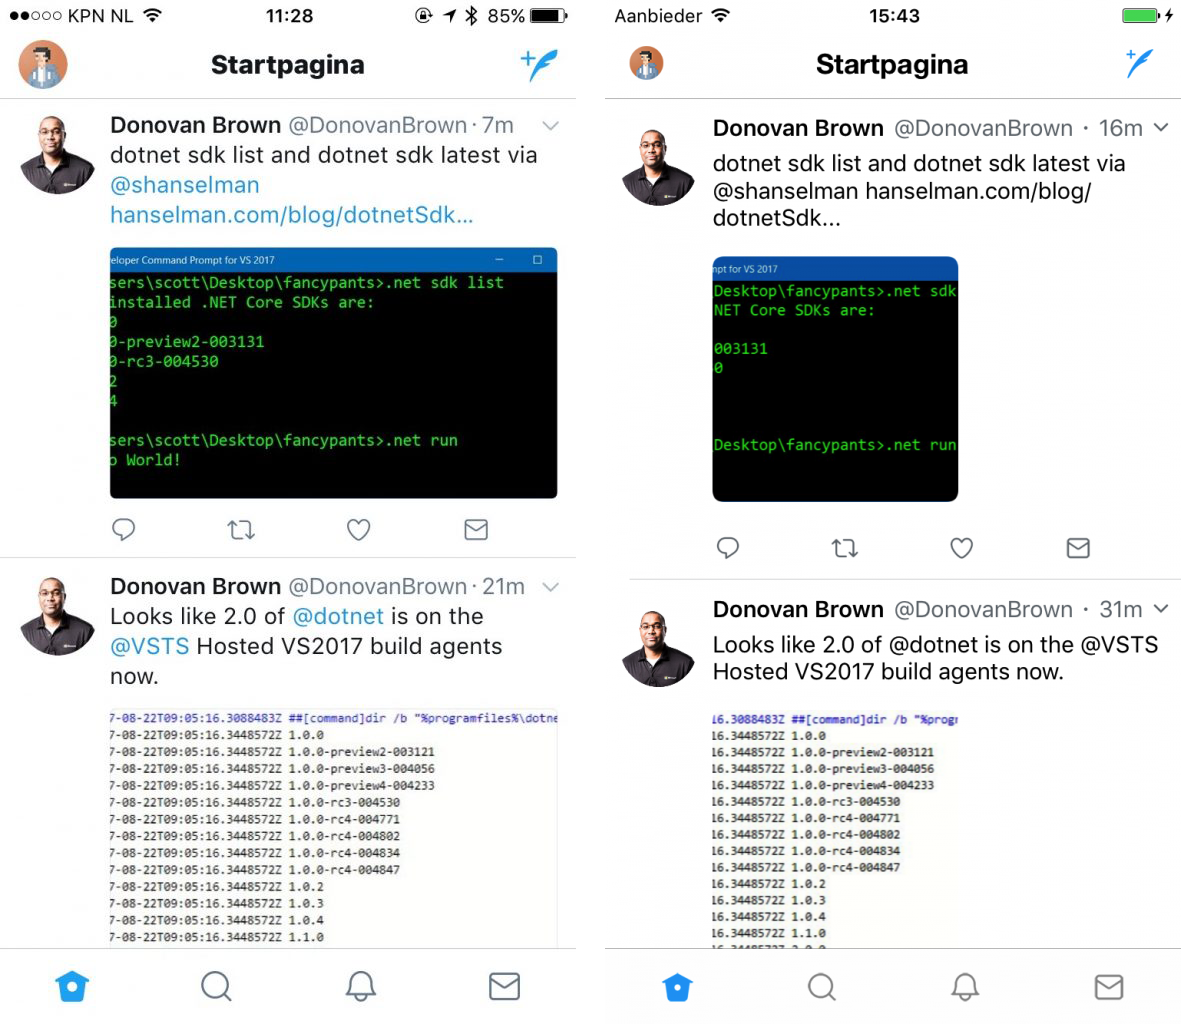 KPN NL 11:28 85%
Startpagina
Donovan Brown @DonovanBrown · 7m
dotnet sdk list and dotnet sdk latest via
@shanselman
hanselman.com/blog/dotnetSdk...
eloper Command Prompt for VS 2017
sers\scott\Desktop\fancypants>.net sdk list
installed .NET Core SDKs are:
0
0-preview2-003131
0-rc3-004530
2
4
sers\scott\Desktop\fancypants>.net run
o World!
Donovan Brown @DonovanBrown · 21m
Looks like 2.0 of @dotnet is on the
@VSTS Hosted VS2017 build agents
now.
7-08-22T09:05:16.3088483Z ##[command]dir /b "%programfiles%\dotne
7-08-22T09:05:16.3448572Z 1.0.0
7-08-22T09:05:16.3448572Z 1.0.0-preview2-003121
7-08-22T09:05:16.3448572Z 1.0.0-preview3-004056
7-08-22T09:05:16.3448572Z 1.0.0-preview4-004233
7-08-22T09:05:16.3448572Z 1.0.0-rc3-004530
7-08-22T09:05:16.3448572Z 1.0.0-rc4-004771
7-08-22T09:05:16.3448572Z 1.0.0-rc4-004802
7-08-22T09:05:16.3448572Z 1.0.0-rc4-004834
7-08-22T09:05:16.3448572Z 1.0.0-rc4-004847
7-08-22T09:05:16.3448572Z 1.0.2
7-08-22T09:05:16.3448572Z 1.0.3
7-08-22T09:05:16.3448572Z 1.0.4
7-08-22T09:05:16.3448572Z 1.1.0
Aanbieder 15:43
Startpagina
Donovan Brown @DonovanBrown · 16m
dotnet sdk list and dotnet sdk latest via
@shanselman hanselman.com/blog/
dotnetSdk...
npt for VS 2017
Desktop\fancypants>.net sdk
NET Core SDKs are:
003131
0
Desktop\fancypants>.net run
Donovan Brown @DonovanBrown · 31m
Looks like 2.0 of @dotnet is on the @VSTS
Hosted VS2017 build agents now.
16.3088483Z ##[command]dir /b "%progr
16.3448572Z 1.0.0
16.3448572Z 1.0.0-preview2-003121
16.3448572Z 1.0.0-preview3-004056
16.3448572Z 1.0.0-preview4-004233
16.3448572Z 1.0.0-rc3-004530
16.3448572Z 1.0.0-rc4-004771
16.3448572Z 1.0.0-rc4-004802
16.3448572Z 1.0.0-rc4-004834
16.3448572Z 1.0.0-rc4-004847
16.3448572Z 1.0.2
16.3448572Z 1.0.3
16.3448572Z 1.0.4
16.3448572Z 1.1.0